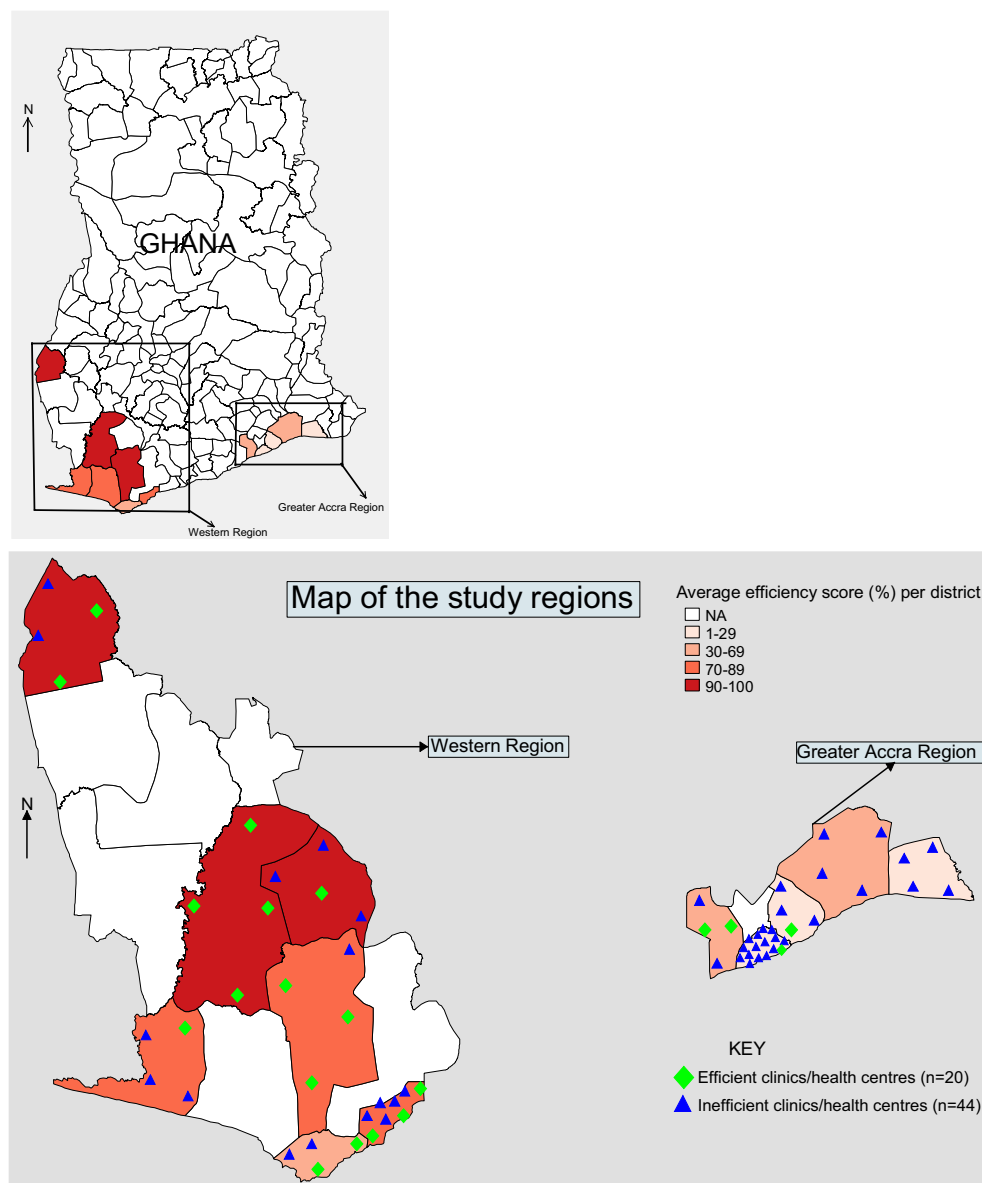 N
GHANA
Greater Accra Region
Western Region
Map of the study regions
Average efficiency score (%) per district
NA
1-29
30-69
70-89
90-100
Western Region
Greater Accra Region
N
KEY
Efficient clinics/health centres (n=20)
Inefficient clinics/health centres (n=44)